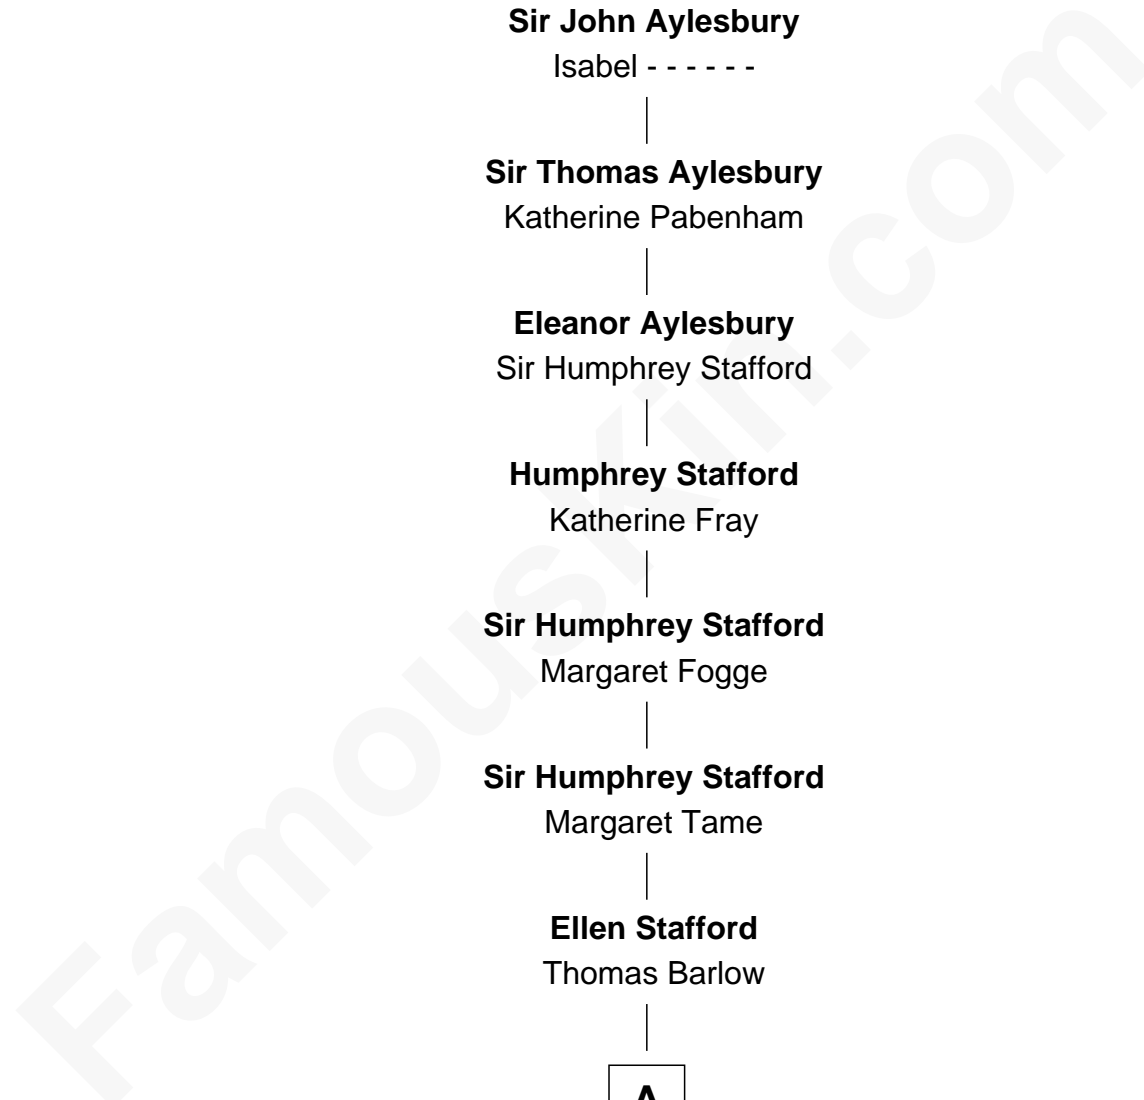 Sir John Aylesbury
Isabel - - - - - -
Sir Thomas Aylesbury
Katherine Pabenham
Eleanor Aylesbury
Sir Humphrey Stafford
Humphrey Stafford
Katherine Fray
Sir Humphrey Stafford
Margaret Fogge
Sir Humphrey Stafford
Margaret Tame
Ellen Stafford
Thomas Barlow
A
FamousKin.com